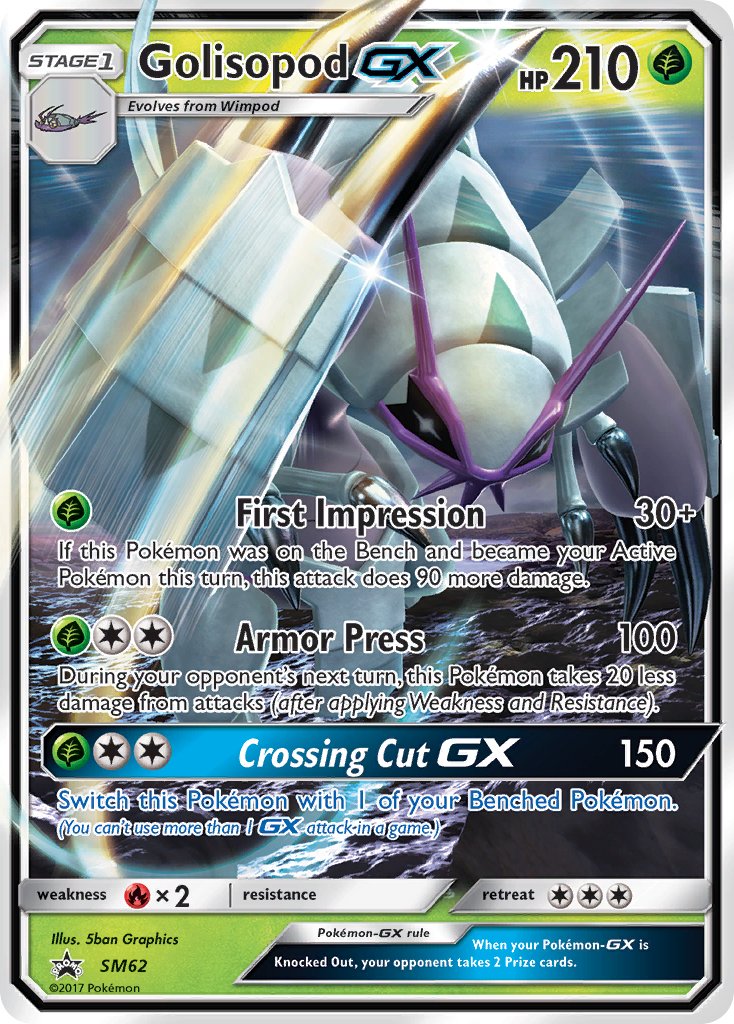 STAGE 1 Golisopod GX HP 210
Evolves from Wimpod
First Impression 30+
If this Pokémon was on the Bench and became your Active
Pokémon this turn, this attack does 90 more damage.
Armor Press 100
During your opponent's next turn, this Pokémon takes 20 less
damage from attacks (after applying Weakness and Resistance).
Crossing Cut GX 150
Switch this Pokémon with 1 of your Benched Pokémon.
(You can't use more than 1 GX attack in a game.)
weakness × 2 resistance retreat
Illus. 5ban Graphics
Pokémon-GX rule
When your Pokémon-GX is
Knocked Out, your opponent takes 2 Prize cards.
PROMO SM62
©2017 Pokémon